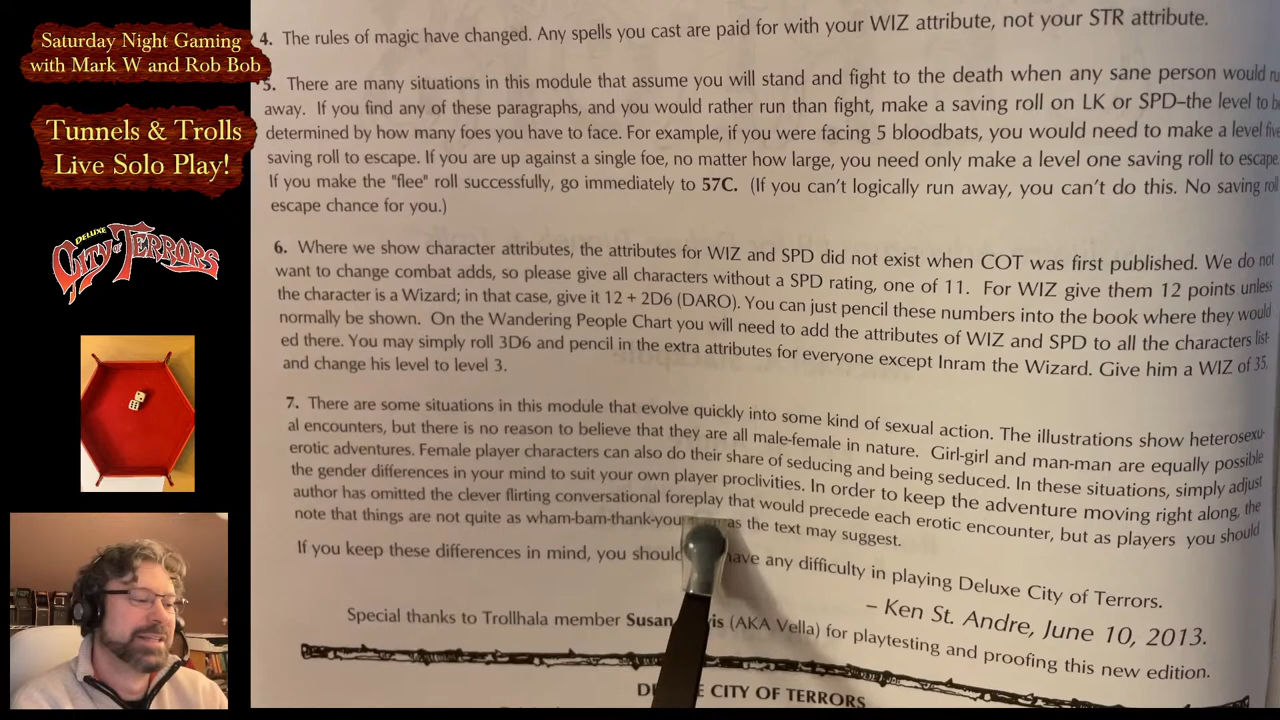 Saturday Night Gaming
with Mark W and Rob Bob
Tunnels & Trolls
Live Solo Play!
DELUXE
CITY OF TERRORS
4. The rules of magic have changed. Any spells you cast are paid for with your WIZ attribute, not your STR attribute.
5. There are many situations in this module that assume you will stand and fight to the death when any sane person would ru
away. If you find any of these paragraphs, and you would rather run than fight, make a saving roll on LK or SPD–the level to be
determined by how many foes you have to face. For example, if you were facing 5 bloodbats, you would need to make a level five
saving roll to escape. If you are up against a single foe, no matter how large, you need only make a level one saving roll to escape.
If you make the "flee" roll successfully, go immediately to 57C. (If you can't logically run away, you can't do this. No saving roll
escape chance for you.)
6. Where we show character attributes, the attributes for WIZ and SPD did not exist when COT was first published. We do not
want to change combat adds, so please give all characters without a SPD rating, one of 11. For WIZ give them 12 points unless
the character is a Wizard; in that case, give it 12 + 2D6 (DARO). You can just pencil these numbers into the book where they would
normally be shown. On the Wandering People Chart you will need to add the attributes of WIZ and SPD to all the characters list-
ed there. You may simply roll 3D6 and pencil in the extra attributes for everyone except Inram the Wizard. Give him a WIZ of 35,
and change his level to level 3.
7. There are some situations in this module that evolve quickly into some kind of sexual action. The illustrations show heterosexu-
al encounters, but there is no reason to believe that they are all male-female in nature. Girl-girl and man-man are equally possible
erotic adventures. Female player characters can also do their share of seducing and being seduced. In these situations, simply adjust
the gender differences in your mind to suit your own player proclivities. In order to keep the adventure moving right along, the
author has omitted the clever flirting conversational foreplay that would precede each erotic encounter, but as players you should
note that things are not quite as wham-bam-thank-you as the text may suggest.
If you keep these differences in mind, you should have any difficulty in playing Deluxe City of Terrors.
– Ken St. Andre, June 10, 2013.
Special thanks to Trollhala member Susan (AKA Vella) for playtesting and proofing this new edition.
CITY OF TERRORS